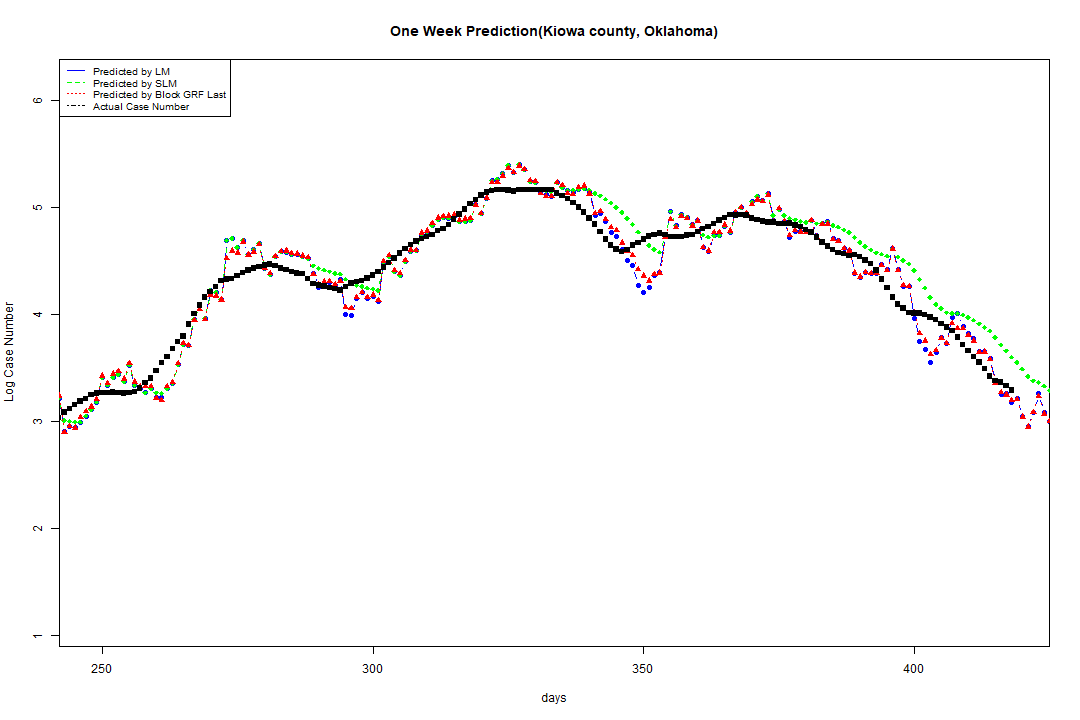 One Week Prediction(Kiowa county, Oklahoma)
Predicted by LM
Predicted by SLM
Predicted by Block GRF Last
Actual Case Number
6
5
4
3
2
1
Log Case Number
250 300 350 400
days